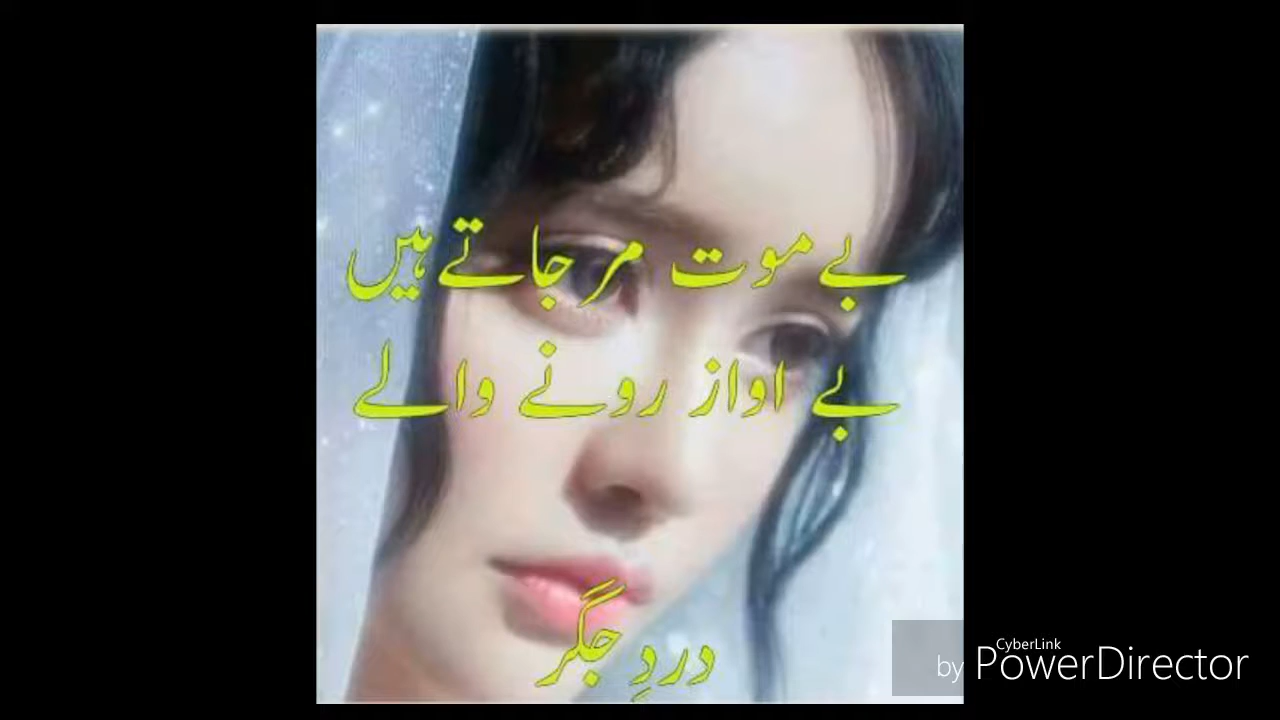 بے موت مر جاتے ہیں
بے اواز رونے والے
دردِ جگر
CyberLink
by PowerDirector